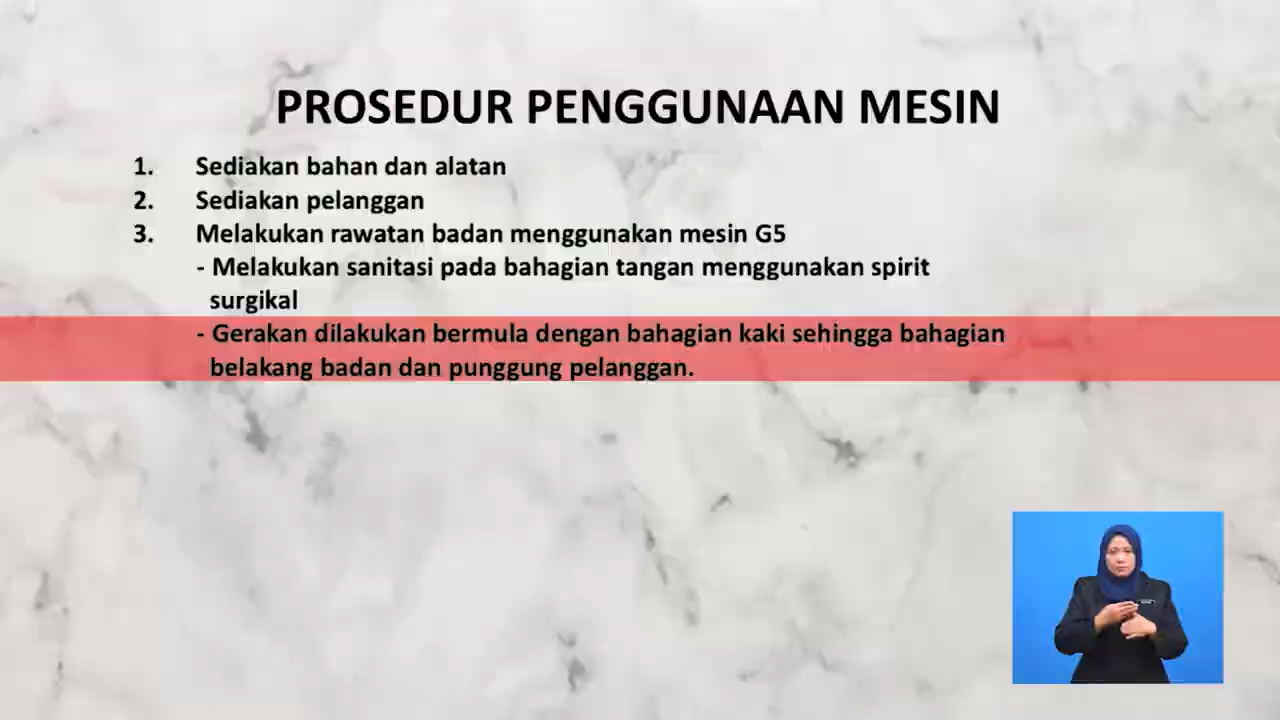 PROSEDUR PENGGUNAAN MESIN
1. Sediakan bahan dan alatan
2. Sediakan pelanggan
3. Melakukan rawatan badan menggunakan mesin G5
- Melakukan sanitasi pada bahagian tangan menggunakan spirit
surgikal
- Gerakan dilakukan bermula dengan bahagian kaki sehingga bahagian
belakang badan dan punggung pelanggan.